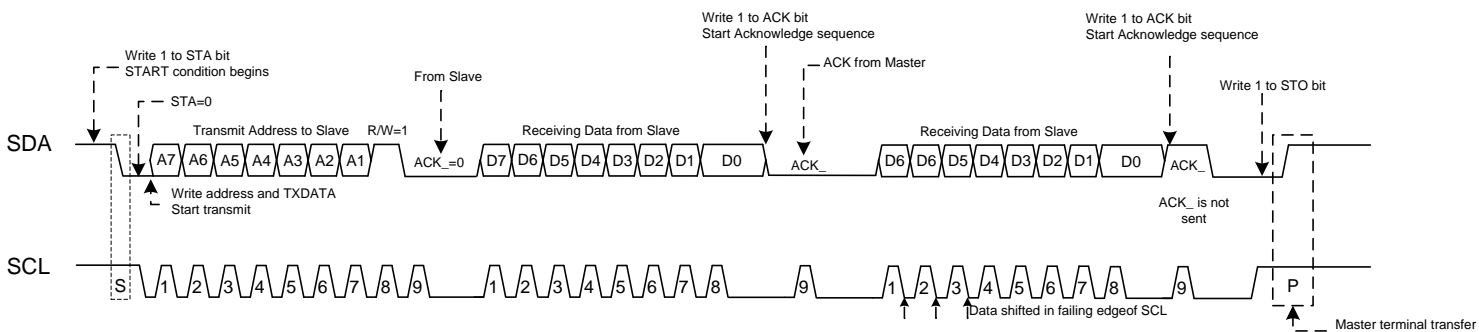 Write 1 to STA bit
START condition begins
STA=0
From Slave
Write 1 to ACK bit
Start Acknowledge sequence
ACK from Master
Write 1 to ACK bit
Start Acknowledge sequence
Write 1 to STO bit
SDA
Transmit Address to Slave
R/W=1
Receiving Data from Slave
Receiving Data from Slave
A7 A6 A5 A4 A3 A2 A1 ACK_=0 D7 D6 D5 D4 D3 D2 D1 D0 ACK_ D6 D6 D5 D4 D3 D2 D1 D0 ACK_
Write address and TXDATA
Start transmit
ACK_ is not
sent
SCL
S 1 2 3 4 5 6 7 8 9 1 2 3 4 5 6 7 8 9 1 2 3 4 5 6 7 8 9 P
Data shifted in failing edgeof SCL
Master terminal transfer